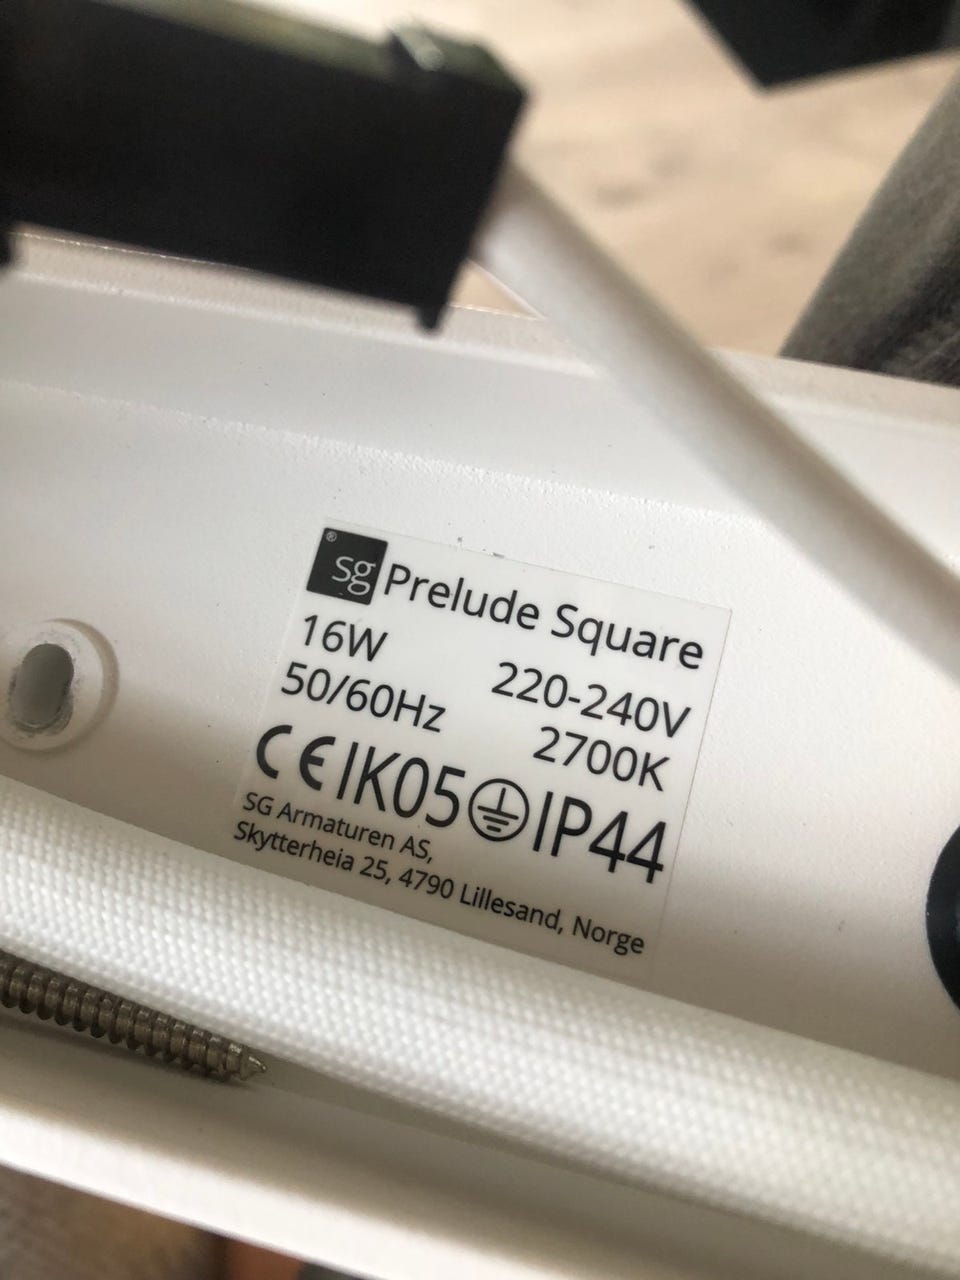 ® sg Prelude Square
16W 220-240V
50/60Hz 2700K
CE IK05 IP44
SG Armaturen AS,
Skytterheia 25, 4790 Lillesand, Norge